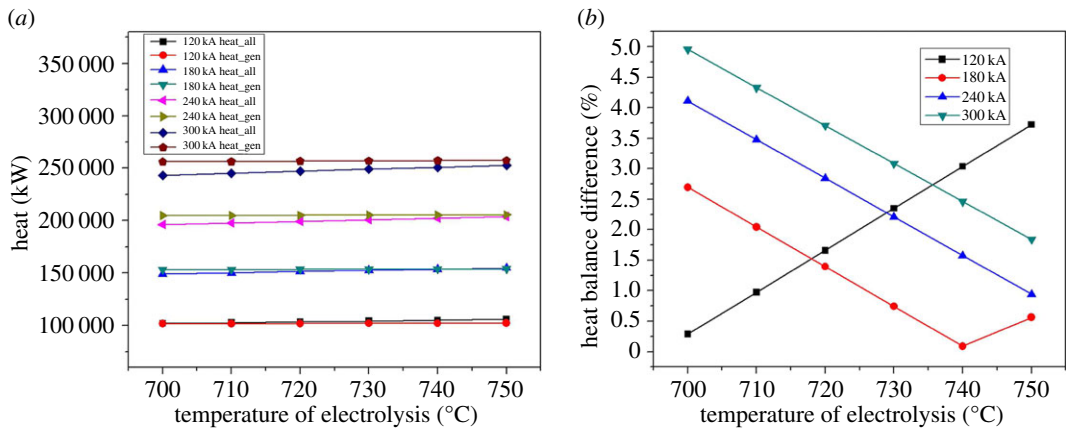 (a)
heat (kW)
350 000
300 000
250 000
200 000
150 000
100 000
120 kA heat_all
120 kA heat_gen
180 kA heat_all
180 kA heat_gen
240 kA heat_all
240 kA heat_gen
300 kA heat_all
300 kA heat_gen
700 710 720 730 740 750
temperature of electrolysis (°C)
(b)
heat balance difference (%)
5.0
4.5
4.0
3.5
3.0
2.5
2.0
1.5
1.0
0.5
0
120 kA
180 kA
240 kA
300 kA
700 710 720 730 740 750
temperature of electrolysis (°C)